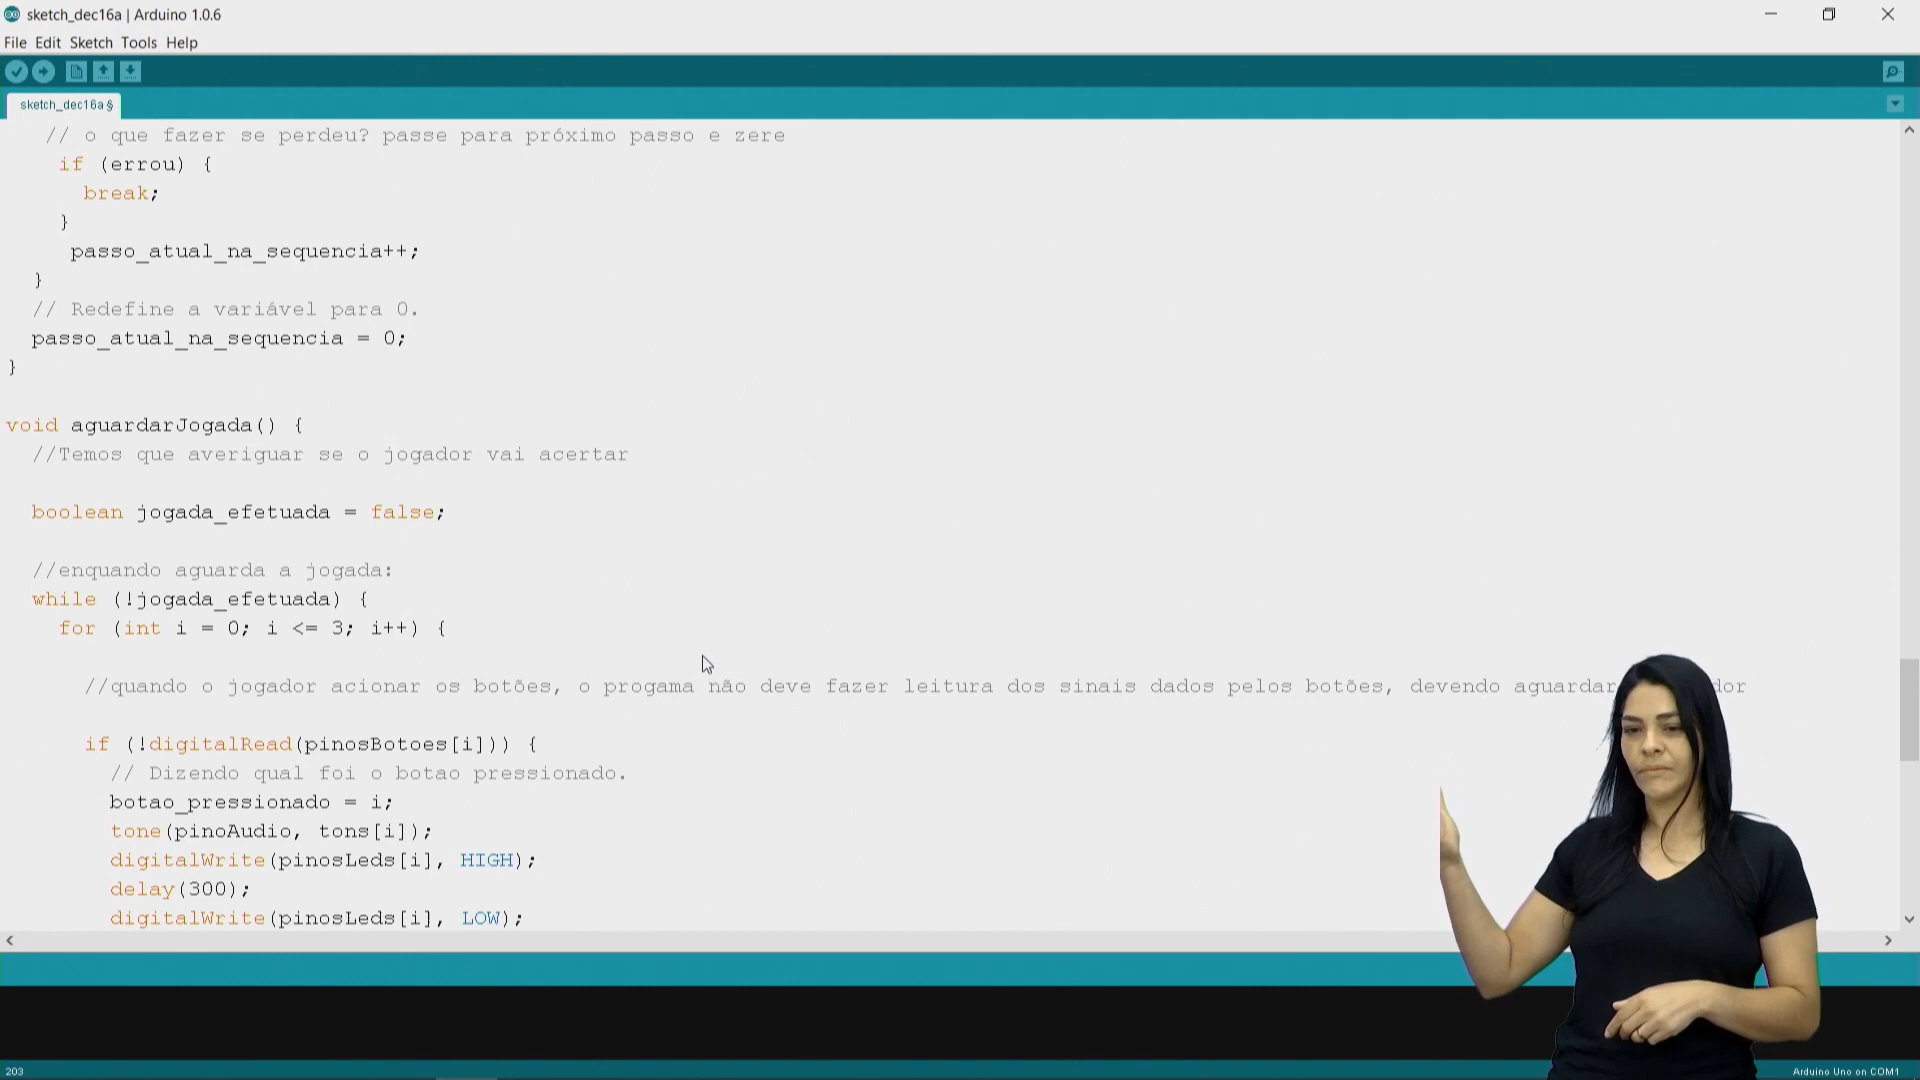 sketch_dec16a | Arduino 1.0.6
File Edit Sketch Tools Help
sketch_dec16a §
// o que fazer se perdeu? passe para próximo passo e zere
if (errou) {
break;
}
passo_atual_na_sequencia++;
}
// Redefine a variável para 0.
passo_atual_na_sequencia = 0;
}
void aguardarJogada() {
//Temos que averiguar se o jogador vai acertar
boolean jogada_efetuada = false;
//enquando aguarda a jogada:
while (!jogada_efetuada) {
for (int i = 0; i <= 3; i++) {
//quando o jogador acionar os botões, o progama não deve fazer leitura dos sinais dados pelos botões, devendo aguardar
if (!digitalRead(pinosBotoes[i])) {
// Dizendo qual foi o botao pressionado.
botao_pressionado = i;
tone(pinoAudio, tons[i]);
digitalWrite(pinosLeds[i], HIGH);
delay(300);
digitalWrite(pinosLeds[i], LOW);
203
Arduino Uno on COM1